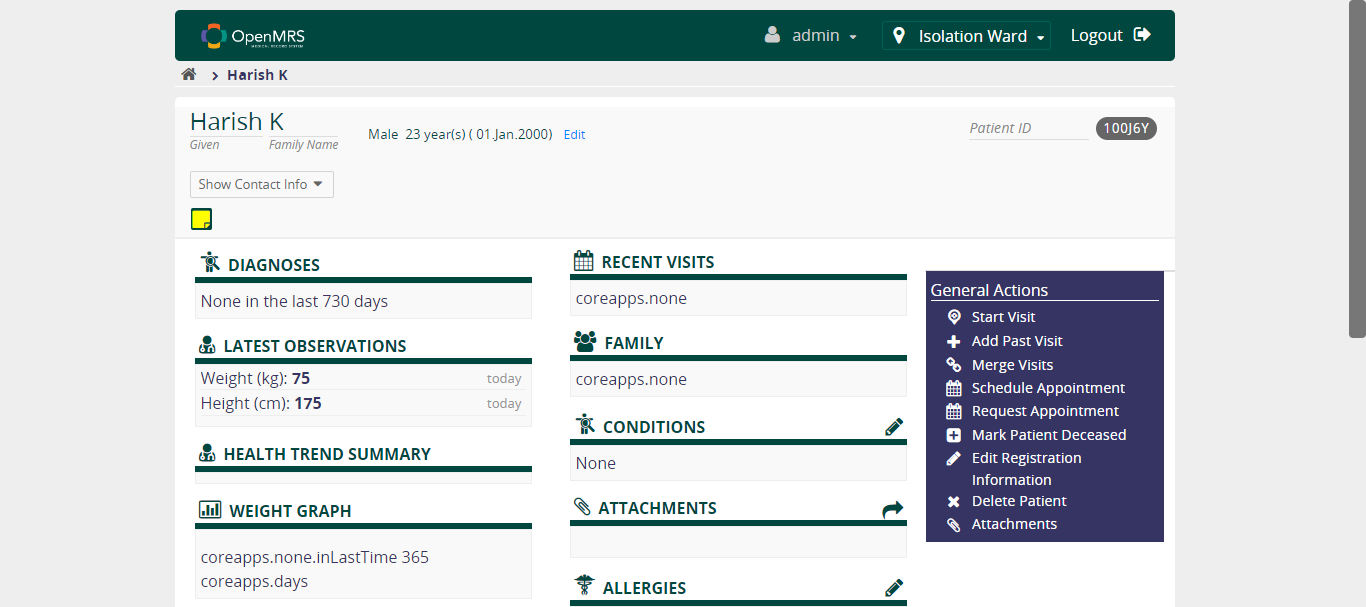 OpenMRS
MEDICAL RECORD SYSTEM
admin
Isolation Ward
Logout
Harish K
Harish K
Given Family Name
Male 23 year(s) ( 01.Jan.2000) Edit
Patient ID 100J6Y
Show Contact Info
DIAGNOSES
None in the last 730 days
LATEST OBSERVATIONS
Weight (kg): 75 today
Height (cm): 175 today
HEALTH TREND SUMMARY
WEIGHT GRAPH
coreapps.none.inLastTime 365
coreapps.days
RECENT VISITS
coreapps.none
FAMILY
coreapps.none
CONDITIONS
None
ATTACHMENTS
ALLERGIES
General Actions
Start Visit
Add Past Visit
Merge Visits
Schedule Appointment
Request Appointment
Mark Patient Deceased
Edit Registration
Information
Delete Patient
Attachments